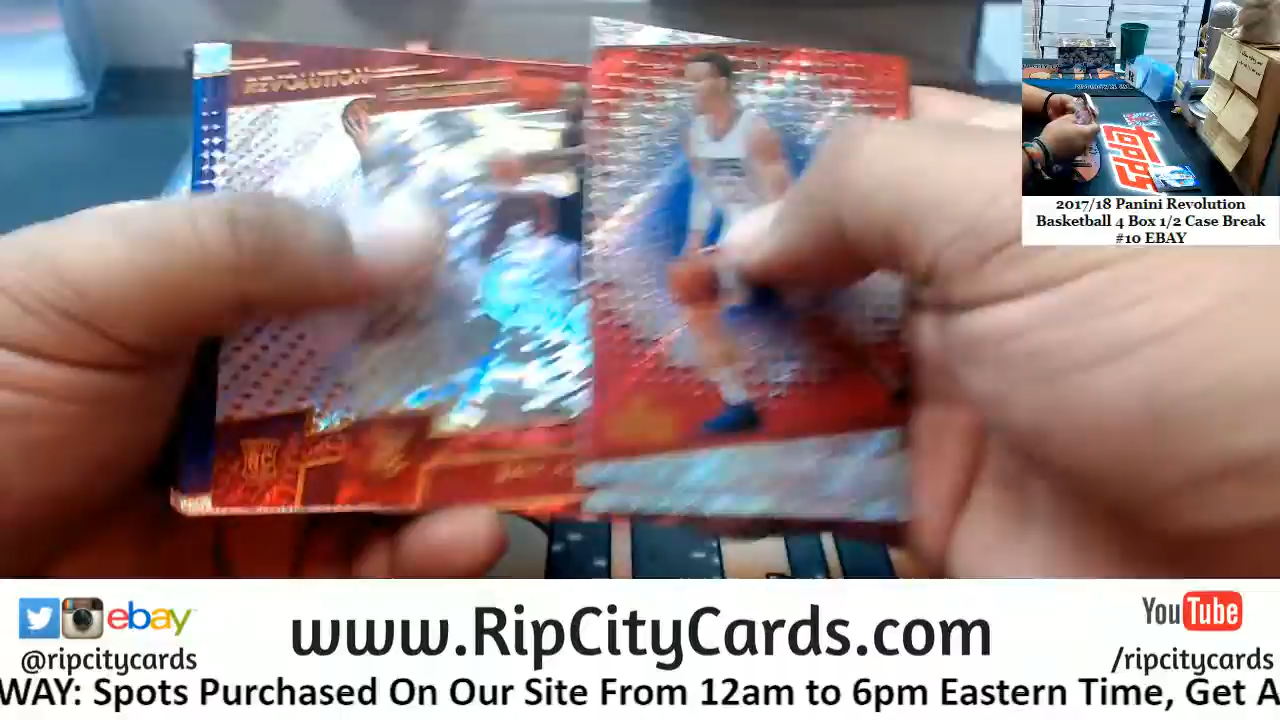 REVOLUTION
RC
topps
2017/18 Panini Revolution
Basketball 4 Box 1/2 Case Break
#10 EBAY
ebay
@ripcitycards
www.RipCityCards.com
YouTube
/ripcitycards
WAY: Spots Purchased On Our Site From 12am to 6pm Eastern Time, Get A